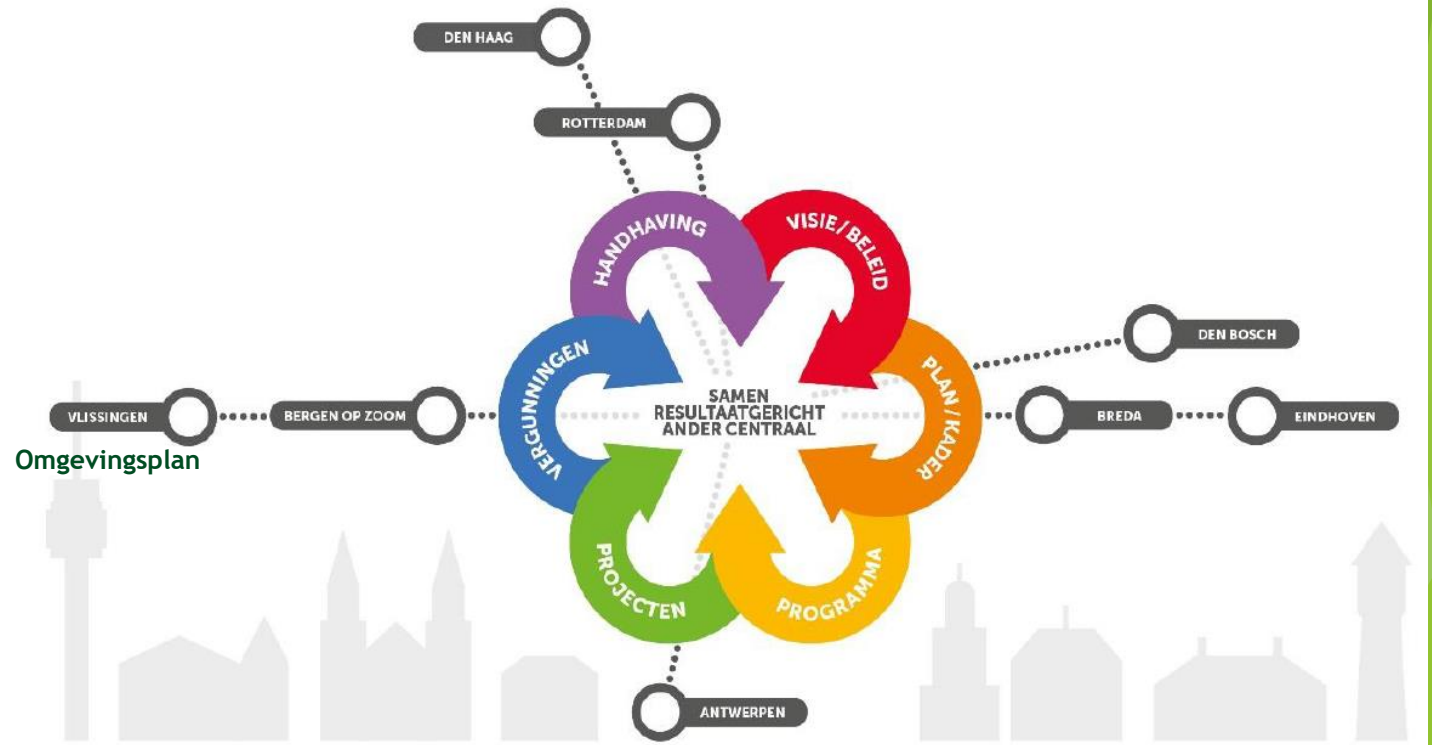 DEN HAAG
ROTTERDAM
HANDHAVING
VISIE/BELEID
DEN BOSCH
VERGUNNINGEN
PLAN/KADER
SAMEN
RESULTAATGERICHT
ANDER CENTRAAL
VLISSINGEN
BERGEN OP ZOOM
BREDA
EINDHOVEN
Omgevingsplan
PROJECTEN
PROGRAMMA
ANTWERPEN